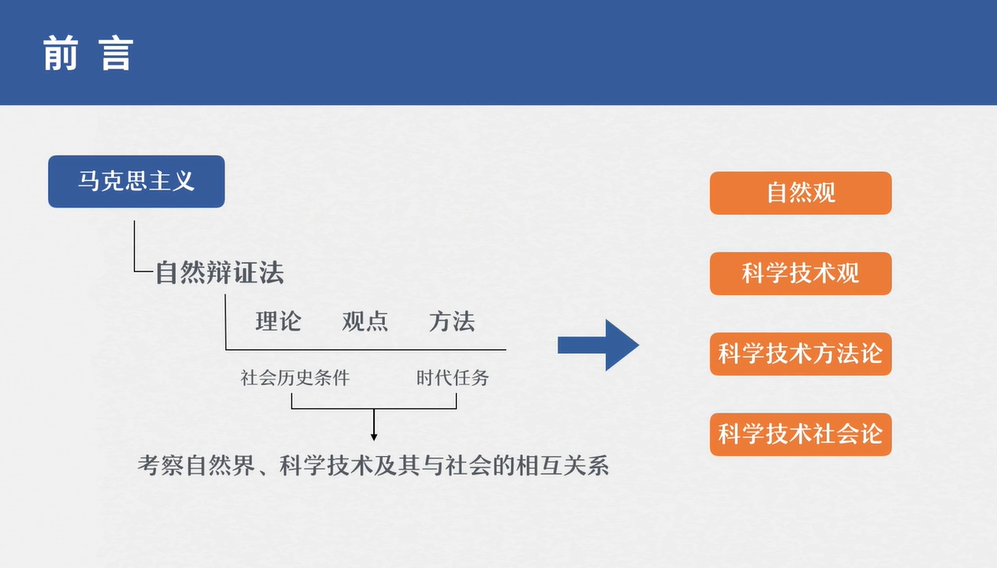 前言
马克思主义
自然辩证法
理论 观点 方法
社会历史条件 时代任务
考察自然界、科学技术及其与社会的相互关系
自然观
科学技术观
科学技术方法论
科学技术社会论